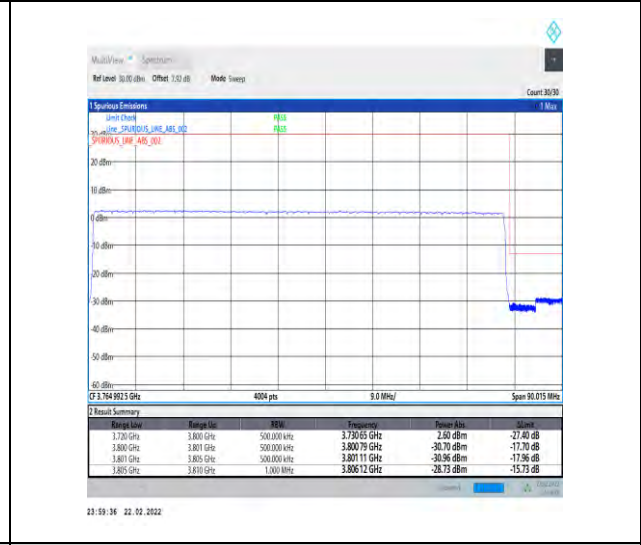 MultiView Spectrum
Ref Level 30.00 dBm Offset 7.92 dB Mode Sweep
Count 30/30
1 Spurious Emissions 1 Max
Limit Check PASS
Line _SPURIOUS_LINE_ABS_002 PASS
30 dBm
SPURIOUS_LINE_ABS_002
20 dBm
10 dBm
0 dBm
-10 dBm
-20 dBm
-30 dBm
-40 dBm
-50 dBm
-60 dBm
CF 3.764 992 5 GHz 4004 pts 9.0 MHz/ Span 90.015 MHz
2 Result Summary
Range Low Range Up RBW Frequency Power Abs ΔLimit
3.720 GHz 3.800 GHz 500.000 kHz 3.730 65 GHz 2.60 dBm -27.40 dB
3.800 GHz 3.801 GHz 500.000 kHz 3.800 79 GHz -30.70 dBm -17.70 dB
3.801 GHz 3.805 GHz 500.000 kHz 3.801 11 GHz -30.96 dBm -17.96 dB
3.805 GHz 3.810 GHz 1.000 MHz 3.806 12 GHz -28.73 dBm -15.73 dB
23:59:36 22.02.2022